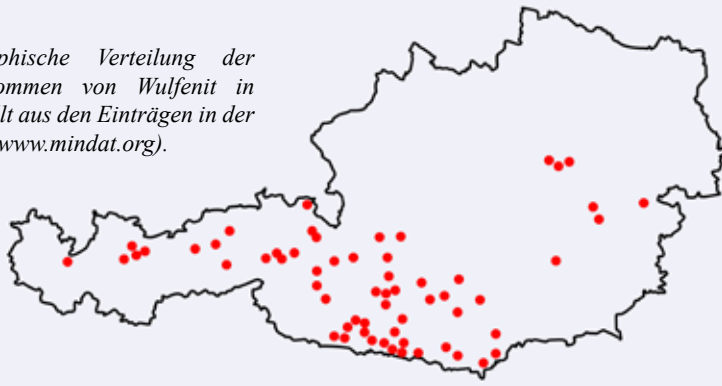 phische Verteilung der
ommen von Wulfenit in
lt aus den Einträgen in der
www.mindat.org).